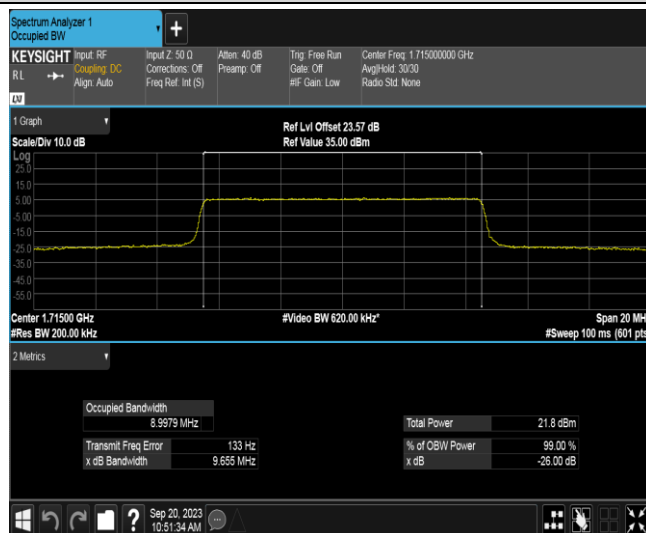 Spectrum Analyzer 1
Occupied BW
+
KEYSIGHT
RL
LXI
Input: RF
Coupling: DC
Align: Auto
Input Z: 50 Ω
Corrections: Off
Freq Ref: Int (S)
Atten: 40 dB
Preamp: Off
Trig: Free Run
Gate: Off
#IF Gain: Low
Center Freq: 1.715000000 GHz
Avg|Hold: 30/30
Radio Std: None
1 Graph
Scale/Div 10.0 dB
Ref Lvl Offset 23.57 dB
Ref Value 35.00 dBm
Log
25.0
15.0
5.00
-5.00
-15.0
-25.0
-35.0
-45.0
-55.0
Center 1.71500 GHz
#Res BW 200.00 kHz
#Video BW 620.00 kHz*
Span 20 MH
#Sweep 100 ms (601 pts
2 Metrics
Occupied Bandwidth
8.9979 MHz
Transmit Freq Error 133 Hz
x dB Bandwidth 9.655 MHz
Total Power 21.8 dBm
% of OBW Power 99.00 %
x dB -26.00 dB
?
Sep 20, 2023
10:51:34 AM